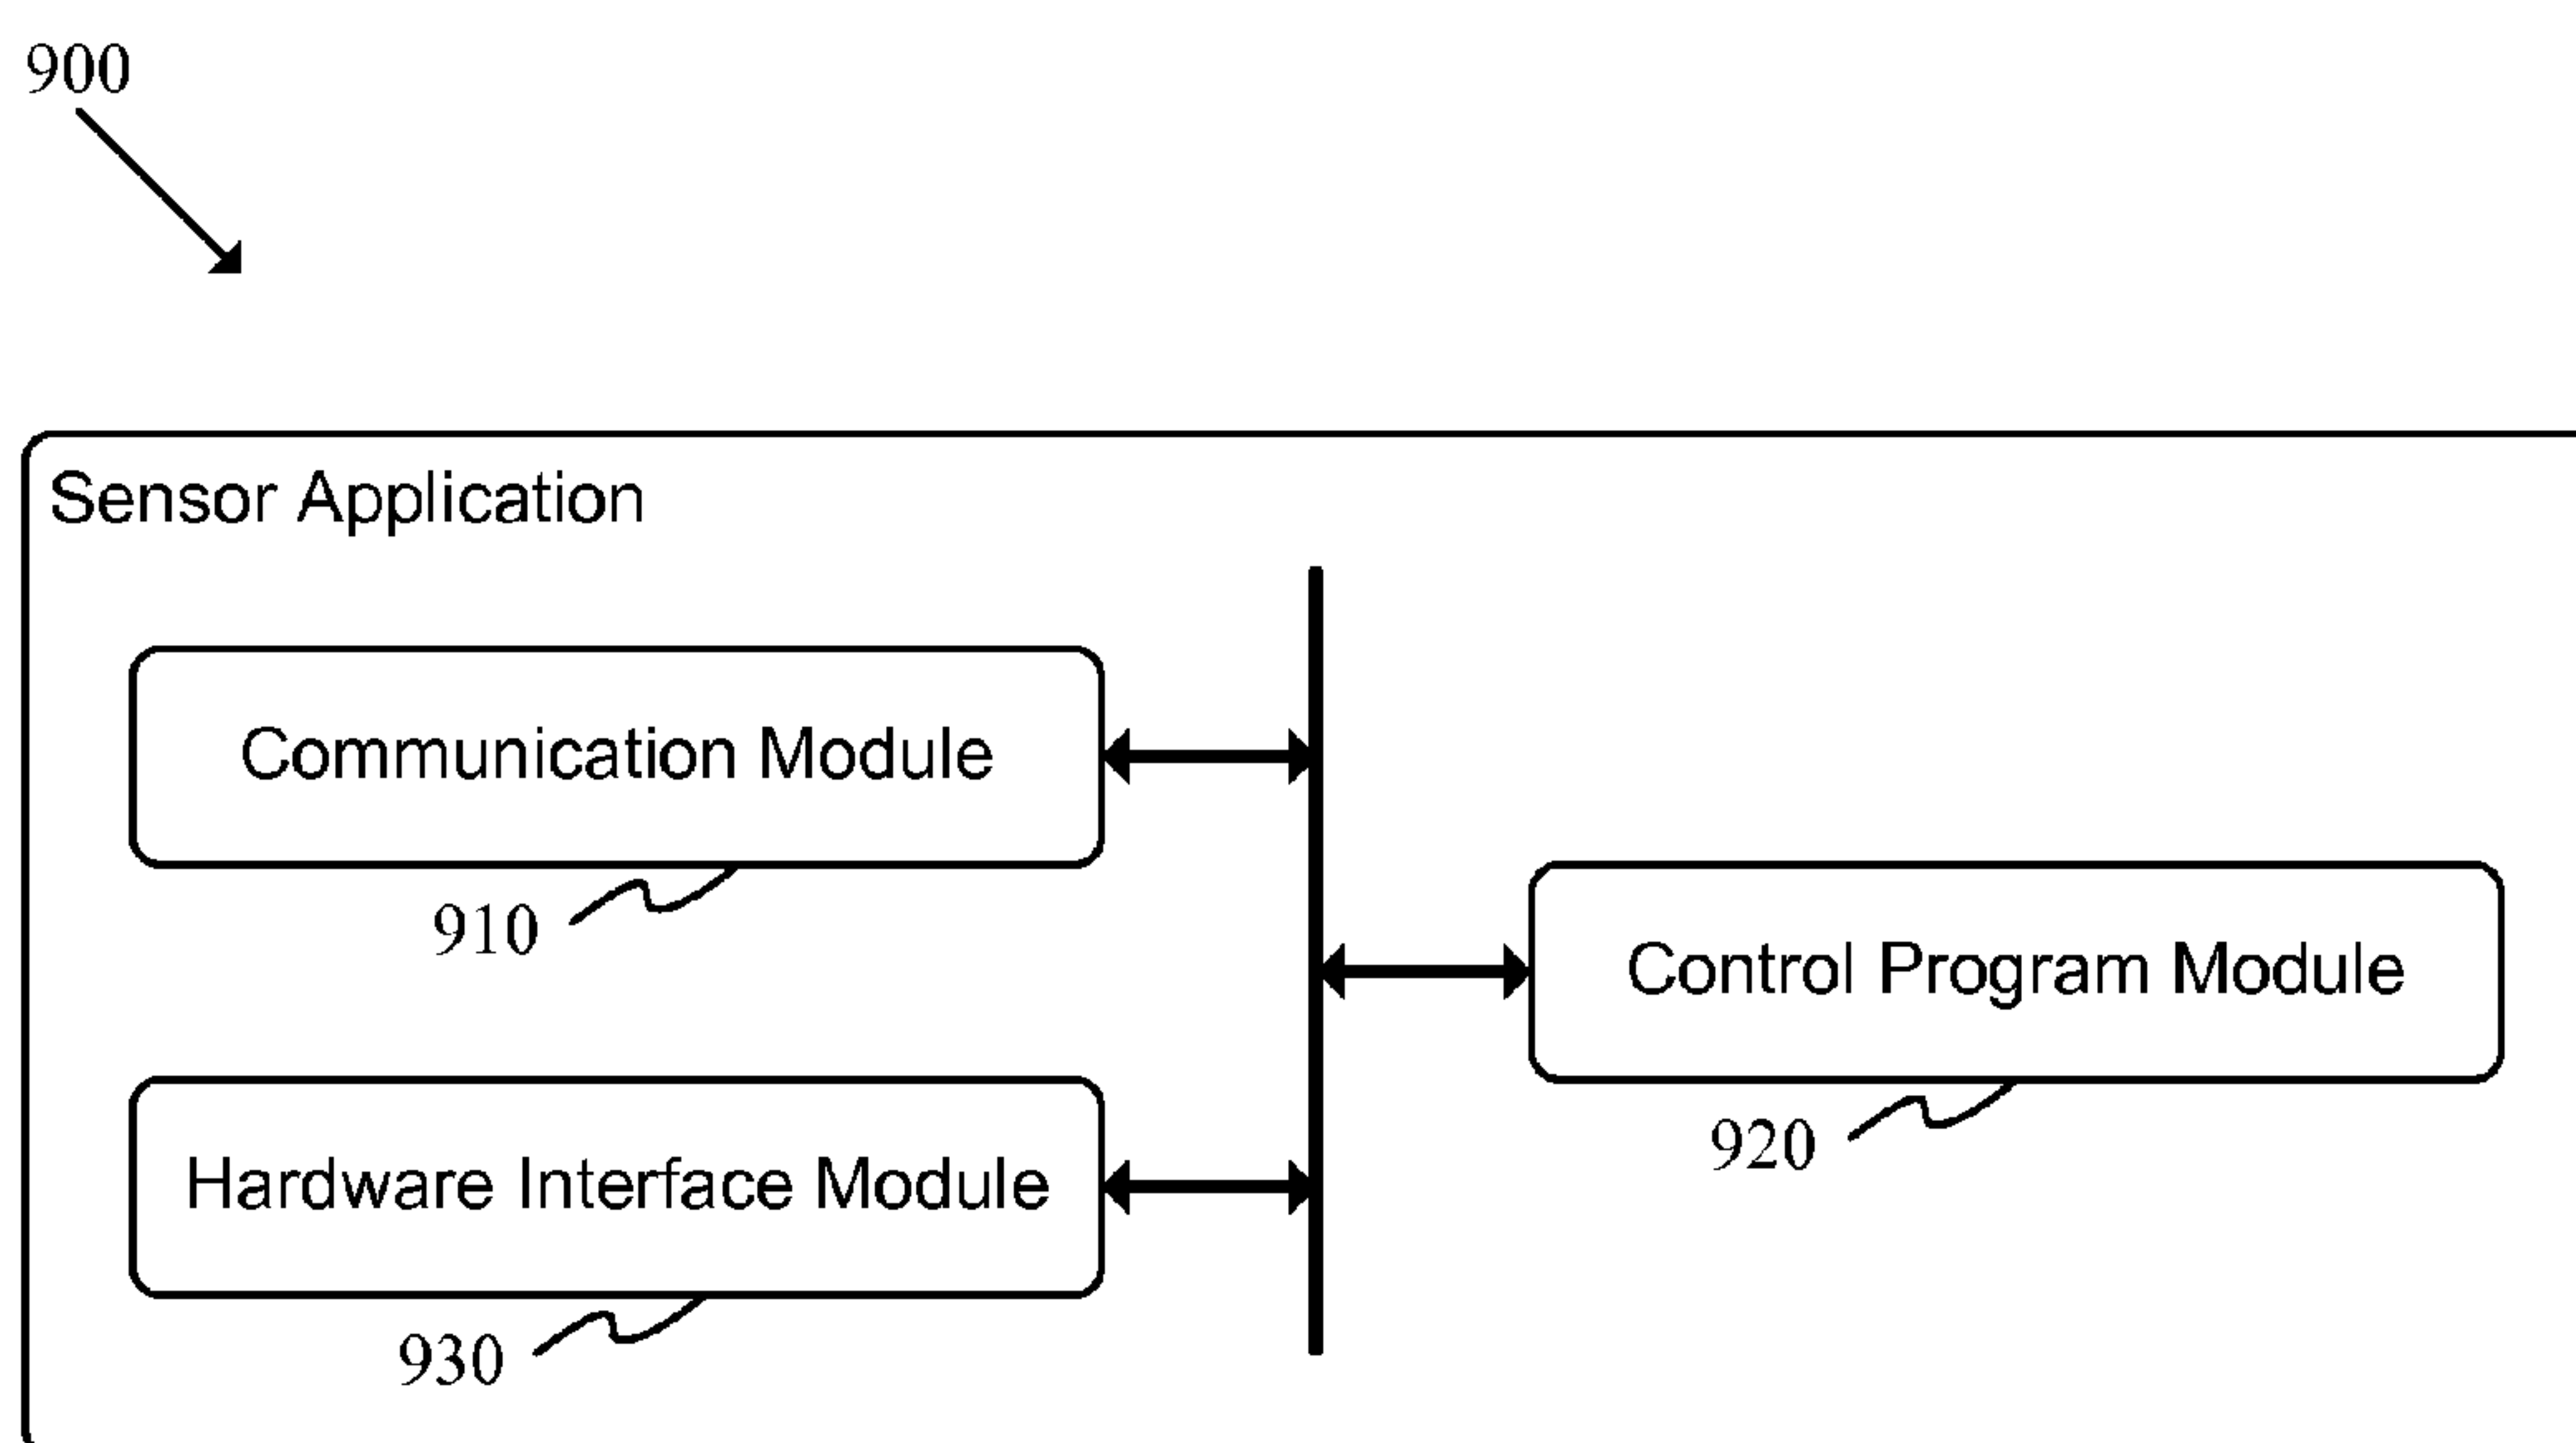 900
Sensor Application
Communication Module
910
Control Program Module
920
Hardware Interface Module
930